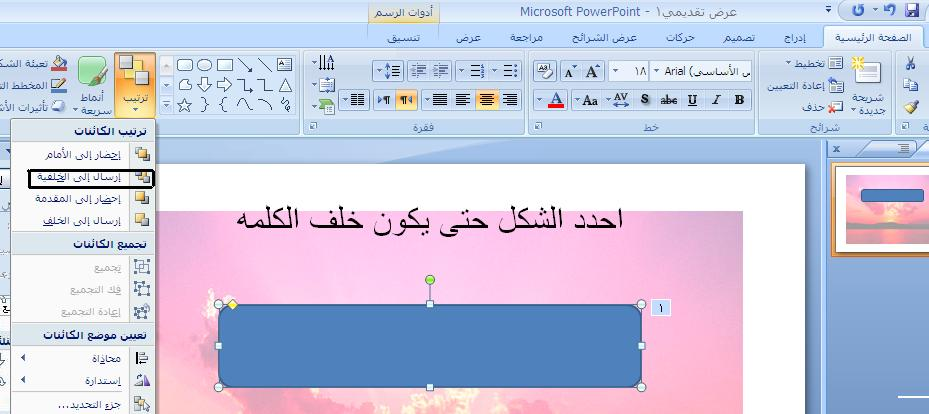 عرض تقديمي١ - Microsoft PowerPoint
أدوات الرسم
الصفحة الرئيسية
إدراج
تصميم
حركات
عرض الشرائح
مراجعة
عرض
تنسيق
شريحة جديدة
تخطيط
إعادة التعيين
حذف
شرائح
Arial (الأساسي)
١٨
B I U abc S AV Aa A
خط
فقرة
ترتيب
أنماط سريعة
تعبئة
المخطط
تأثيرات
ترتيب الكائنات
إحضار إلى الأمام
إرسال إلى الخلفية
إحضار إلى المقدمة
إرسال إلى الخلف
تجميع الكائنات
تجميع
فك التجميع
إعادة التجميع
تعيين موضع الكائنات
محاذاة
إستدارة
جزء التحديد...
احدد الشكل حتى يكون خلف الكلمه
١